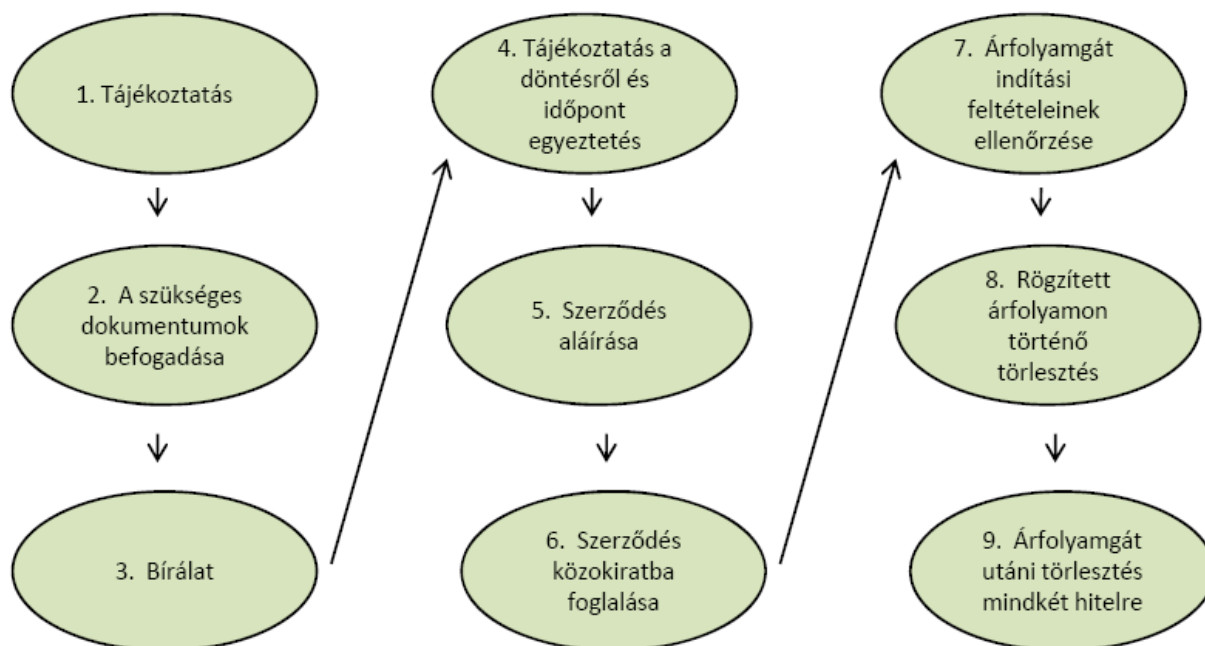 1. Tájékoztatás
2. A szükséges
dokumentumok
befogadása
3. Bírálat
4. Tájékoztatás a
döntésről és
időpont
egyeztetés
5. Szerződés
aláírása
6. Szerződés
közokiratba
foglalása
7. Árfolyamgát
indítási
feltételeinek
ellenőrzése
8. Rögzített
árfolyamon
történő
törlesztés
9. Árfolyamgát
utáni törlesztés
mindkét hitelre